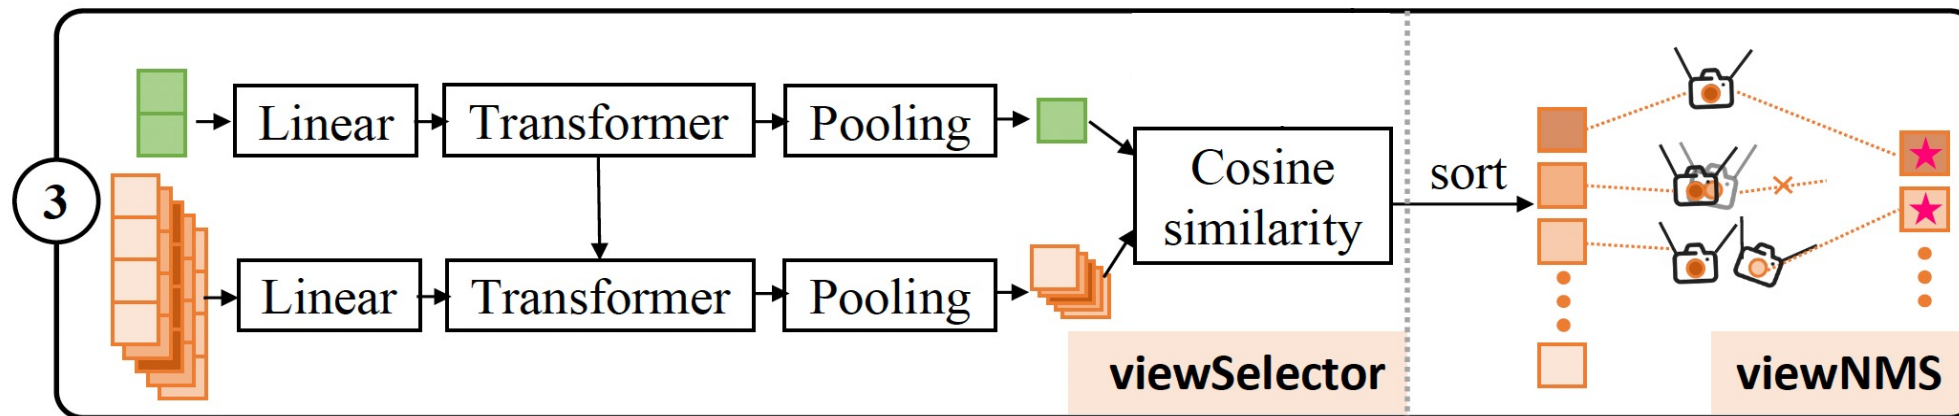 3
Linear
Transformer
Pooling
Linear
Transformer
Pooling
Cosine
similarity
viewSelector
sort
viewNMS